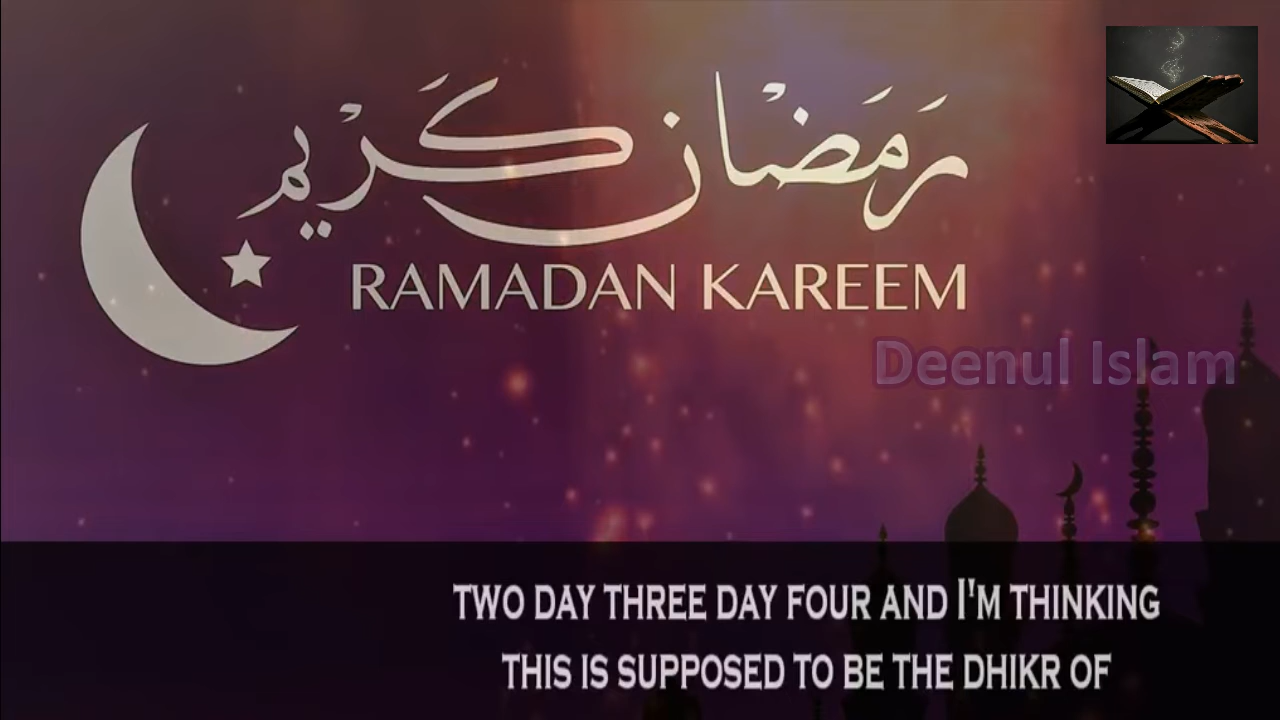 رَمَضَان كَرْيم
RAMADAN KAREEM
Deenul Islam
TWO DAY THREE DAY FOUR AND I'M THINKING
THIS IS SUPPOSED TO BE THE DHIKR OF